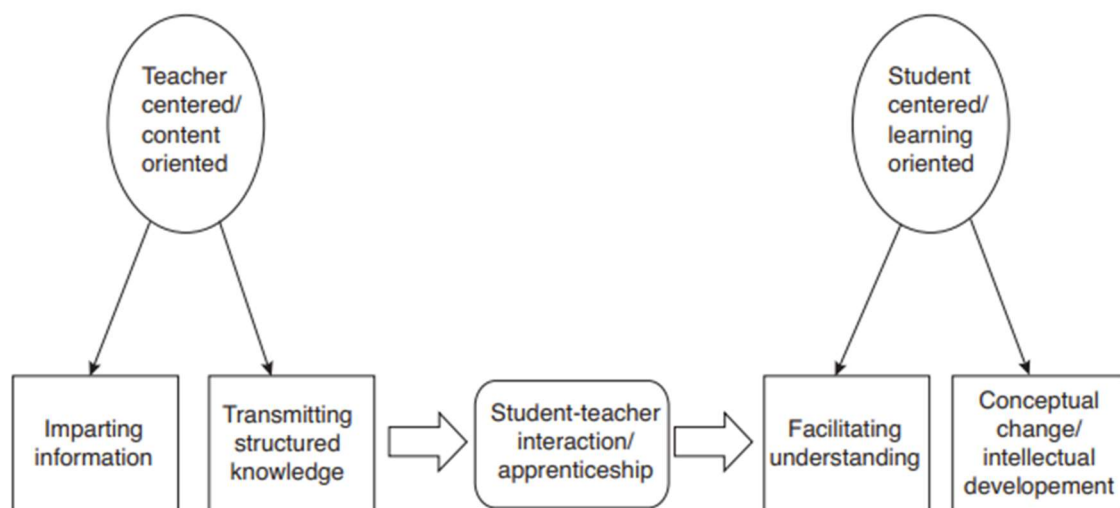 Teacher
centered/
content
oriented
Student
centered/
learning
oriented
Imparting
information
Transmitting
structured
knowledge
Student-teacher
interaction/
apprenticeship
Facilitating
understanding
Conceptual
change/
intellectual
developement